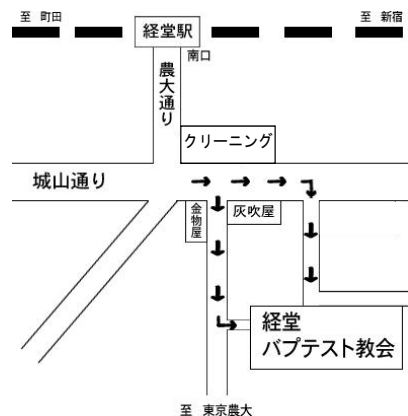 至 町田
至 新宿
経堂駅
南口
農大通り
クリーニング
城山通り
金物屋
灰吹屋
経堂
バプテスト教会
至 東京農大